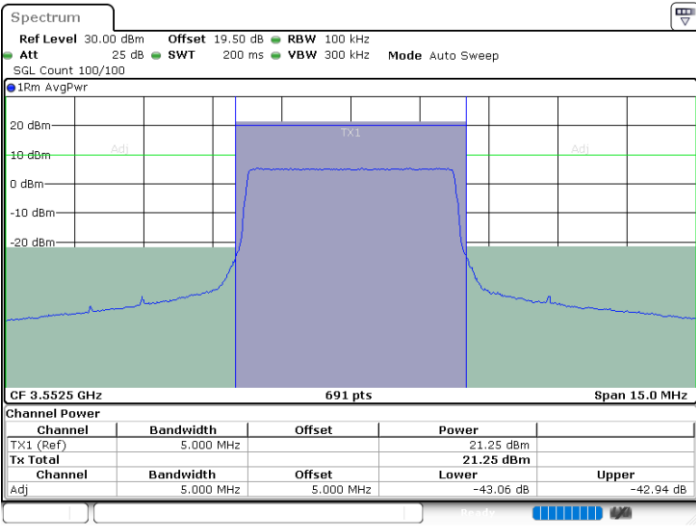 Spectrum
Ref Level 30.00 dBm Offset 19.50 dB RBW 100 kHz
Att 25 dB SWT 200 ms VBW 300 kHz Mode Auto Sweep
SGL Count 100/100
1Rm AvgPwr
20 dBm
TX1
Adj Adj
10 dBm
0 dBm
-10 dBm
-20 dBm
CF 3.5525 GHz 691 pts Span 15.0 MHz
Channel Power
Channel Bandwidth Offset Power
TX1 (Ref) 5.000 MHz 21.25 dBm
Tx Total 21.25 dBm
Channel Bandwidth Offset Lower Upper
Adj 5.000 MHz 5.000 MHz -43.06 dB -42.94 dB
Ready